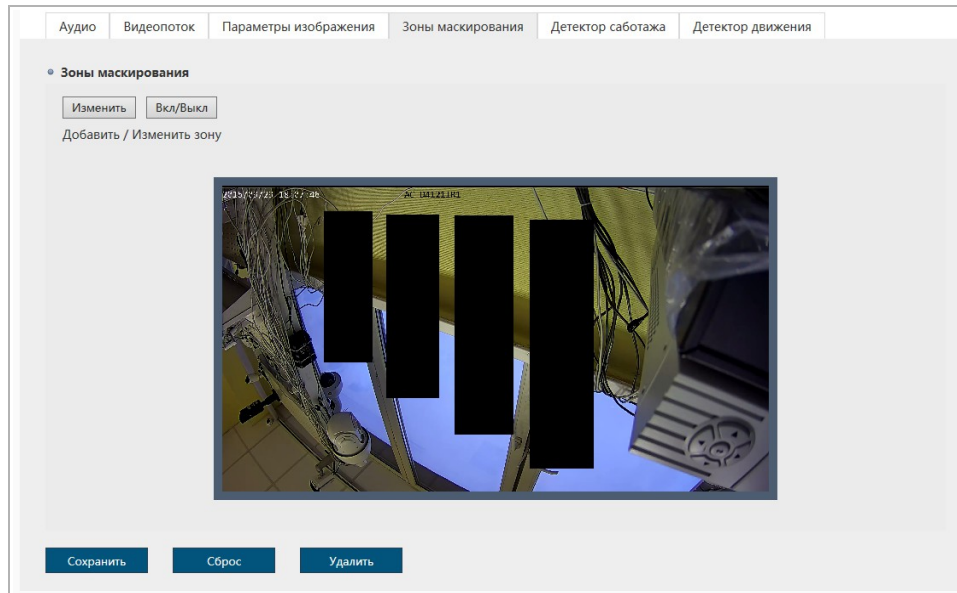 Аудио Видеопоток Параметры изображения Зоны маскирования Детектор саботажа Детектор движения
Зоны маскирования
Изменить Вкл/Выкл
Добавить / Изменить зону
Сохранить Сброс Удалить